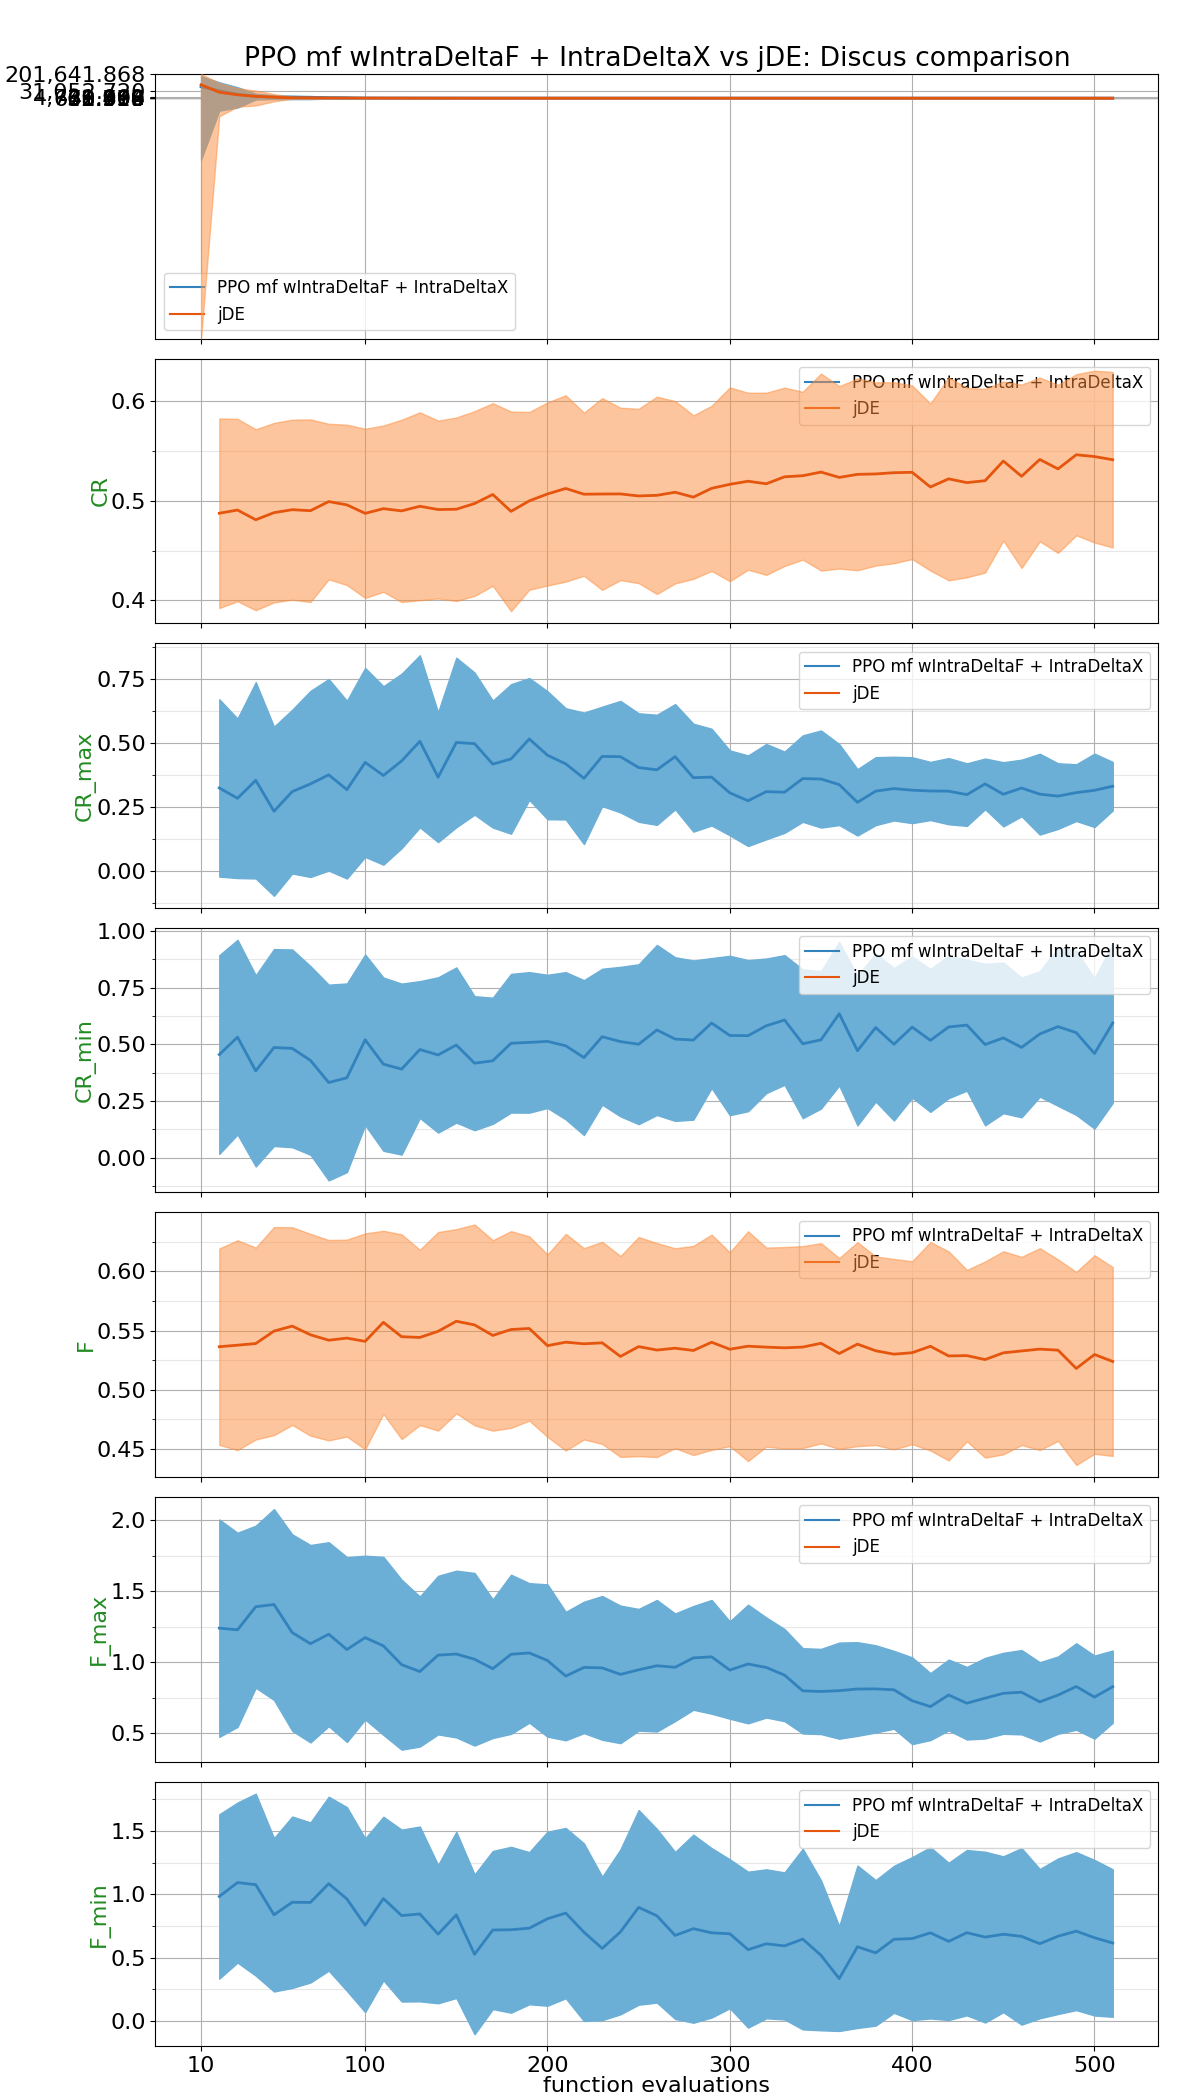 PPO mf wIntraDeltaF + IntraDeltaX vs jDE: Discus comparison
201,641.868
PPO mf wIntraDeltaF + IntraDeltaX
jDE
PPO mf wIntraDeltaF + IntraDeltaX
jDE
0.6
0.5
0.4
CR
PPO mf wIntraDeltaF + IntraDeltaX
jDE
0.75
0.50
0.25
0.00
CR_max
1.00
PPO mf wIntraDeltaF + IntraDeltaX
jDE
0.75
0.50
0.25
0.00
CR_min
PPO mf wIntraDeltaF + IntraDeltaX
jDE
0.60
0.55
0.50
0.45
F
PPO mf wIntraDeltaF + IntraDeltaX
jDE
2.0
1.5
1.0
0.5
F_max
PPO mf wIntraDeltaF + IntraDeltaX
jDE
1.5
1.0
0.5
0.0
F_min
10 100 200 300 400 500
function evaluations